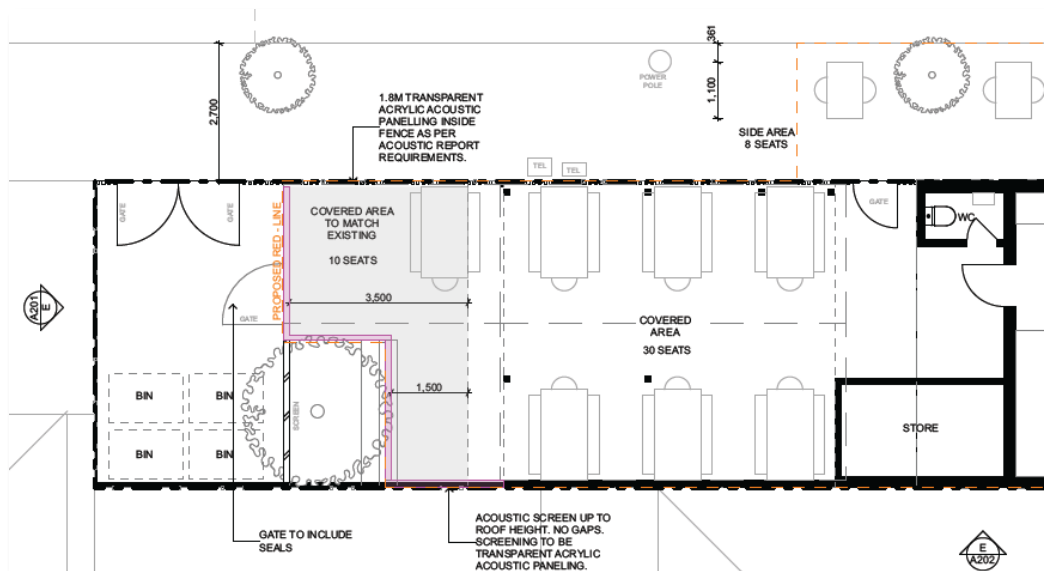 ,361
2,700
1,100
POWER
POLE
1.8M TRANSPARENT
ACRYLIC ACOUSTIC
PANELLING INSIDE
FENCE AS PER
ACOUSTIC REPORT
REQUIREMENTS.
SIDE AREA
8 SEATS
TEL
TEL
GATE
GATE
PROPOSED RED - LINE
COVERED AREA
TO MATCH
EXISTING
10 SEATS
GATE
WC
3,500
A201
E
GATE
COVERED
AREA
30 SEATS
1,500
BIN
BIN
SCREEN
STORE
BIN
BIN
GATE TO INCLUDE
SEALS
ACOUSTIC SCREEN UP TO
ROOF HEIGHT. NO GAPS.
SCREENING TO BE
TRANSPARENT ACRYLIC
ACOUSTIC PANELING.
E
A202